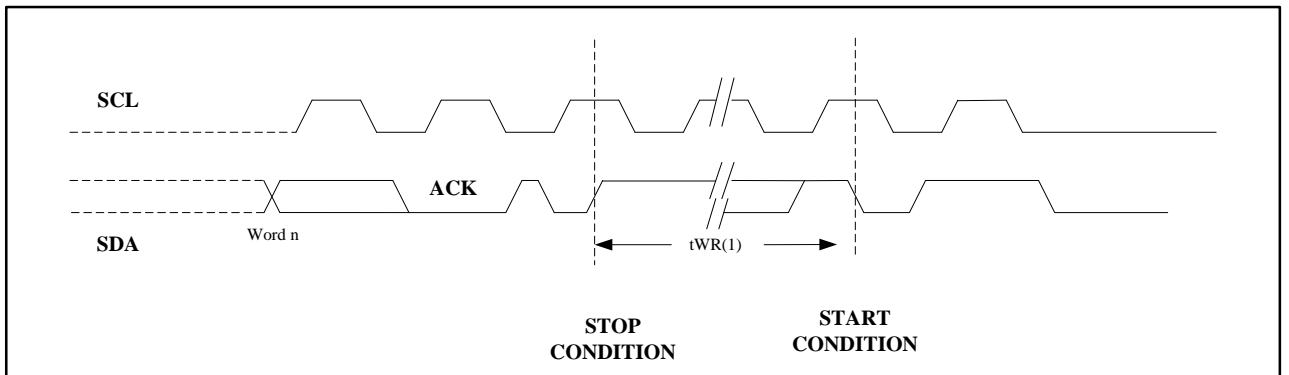 SCL
ACK
Word n
SDA
tWR(1)
STOP
CONDITION
START
CONDITION